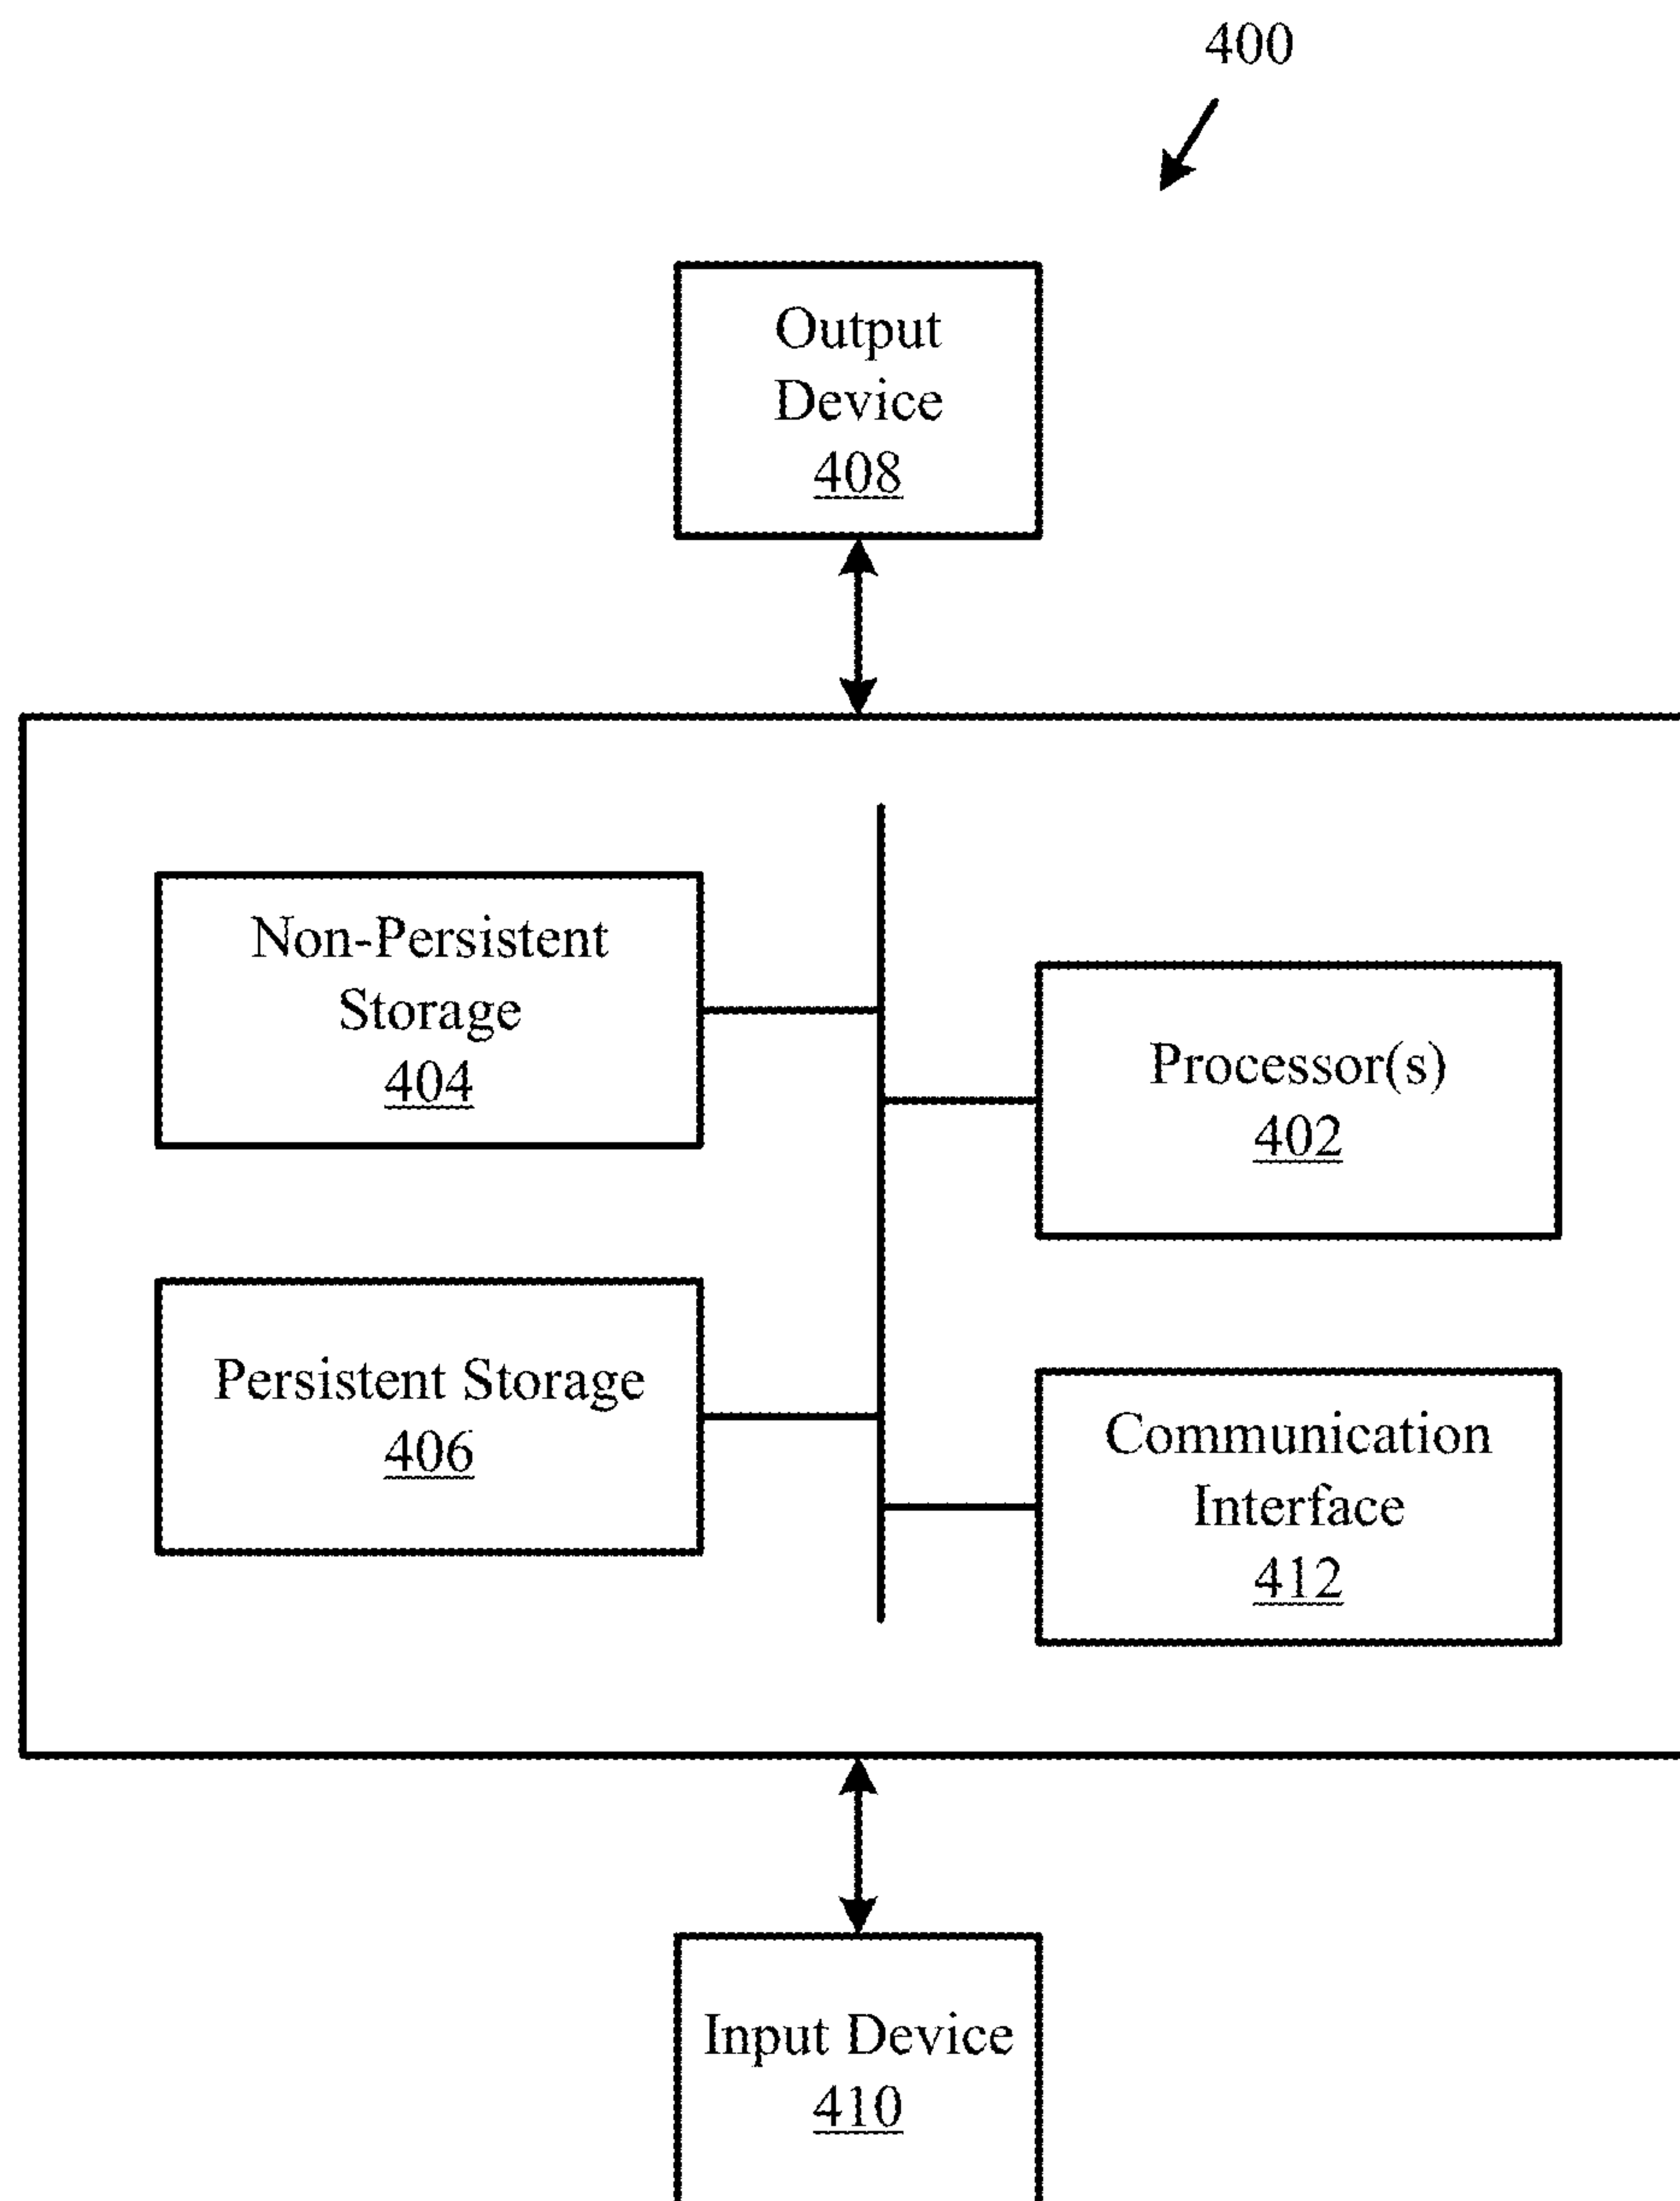 400
Output
Device
408
Non-Persistent
Storage
404
Processor(s)
402
Persistent Storage
406
Communication
Interface
412
Input Device
410